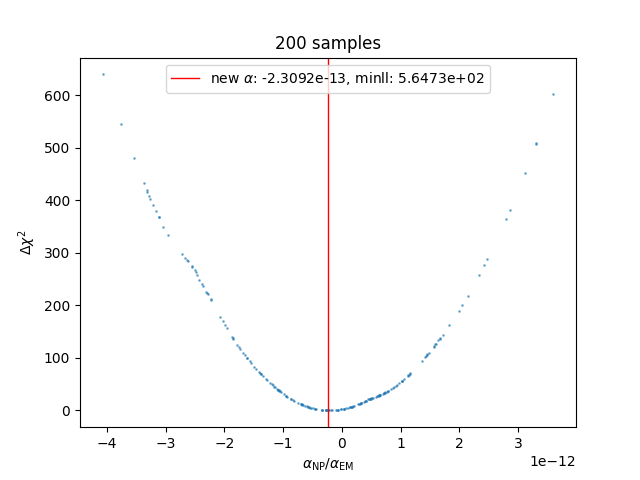 200 samples
new α: -2.3092e-13, minll: 5.6473e+02
600
500
400
300
200
100
0
Δχ²
−4 −3 −2 −1 0 1 2 3
1e−12
α_NP/α_EM